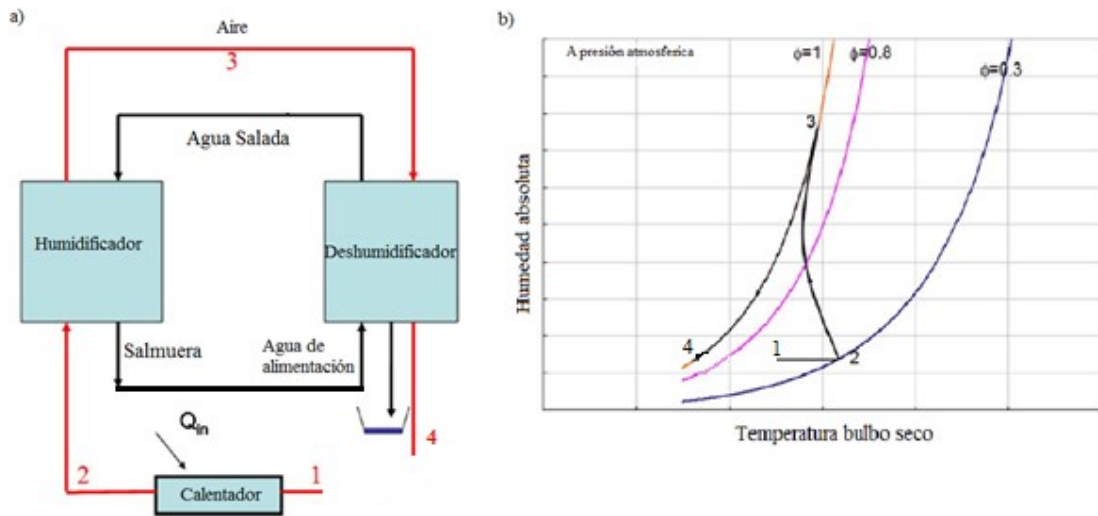 a)
Aire
3
Agua Salada
Humidificador
Deshumidificador
Salmuera
Agua de
alimentación
Qin
4
2
1
Calentador
b)
A presión atmosferica
ϕ=1
ϕ=0.8
ϕ=0.3
3
Humedad absoluta
4
1
2
Temperatura bulbo seco